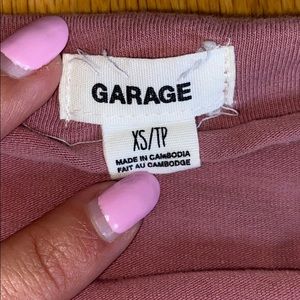 GARAGE
XS/TP
MADE IN CAMBODIA
FAIT AU CAMBODGE